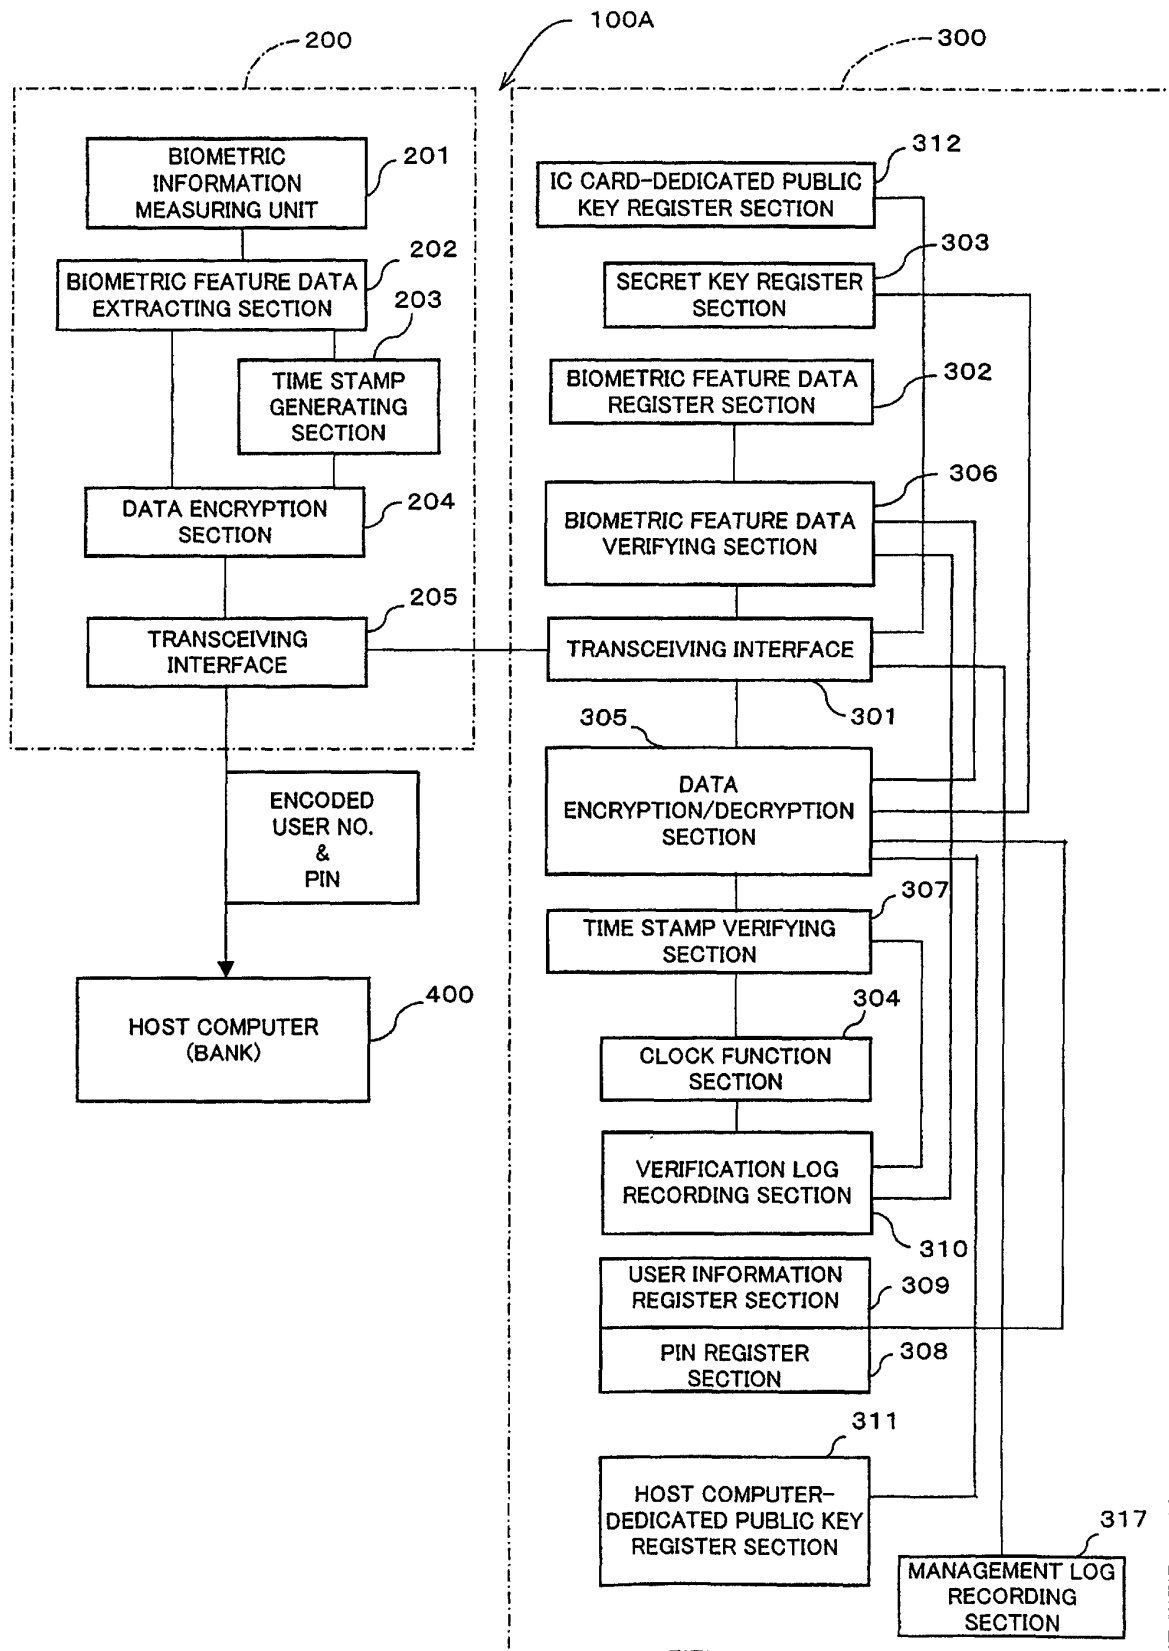 100A
200
300
BIOMETRIC
INFORMATION
MEASURING UNIT
201
BIOMETRIC FEATURE DATA
EXTRACTING SECTION
202
203
TIME STAMP
GENERATING
SECTION
DATA ENCRYPTION
SECTION
204
TRANSCEIVING
INTERFACE
205
ENCODED
USER NO.
&
PIN
HOST COMPUTER
(BANK)
400
312
IC CARD-DEDICATED PUBLIC
KEY REGISTER SECTION
303
SECRET KEY REGISTER
SECTION
BIOMETRIC FEATURE DATA
REGISTER SECTION
302
306
BIOMETRIC FEATURE DATA
VERIFYING SECTION
TRANSCEIVING INTERFACE
301
305
DATA
ENCRYPTION/DECRYPTION
SECTION
307
TIME STAMP VERIFYING
SECTION
304
CLOCK FUNCTION
SECTION
VERIFICATION LOG
RECORDING SECTION
310
USER INFORMATION
REGISTER SECTION
309
PIN REGISTER
SECTION
308
311
HOST COMPUTER-
DEDICATED PUBLIC KEY
REGISTER SECTION
317
MANAGEMENT LOG
RECORDING
SECTION